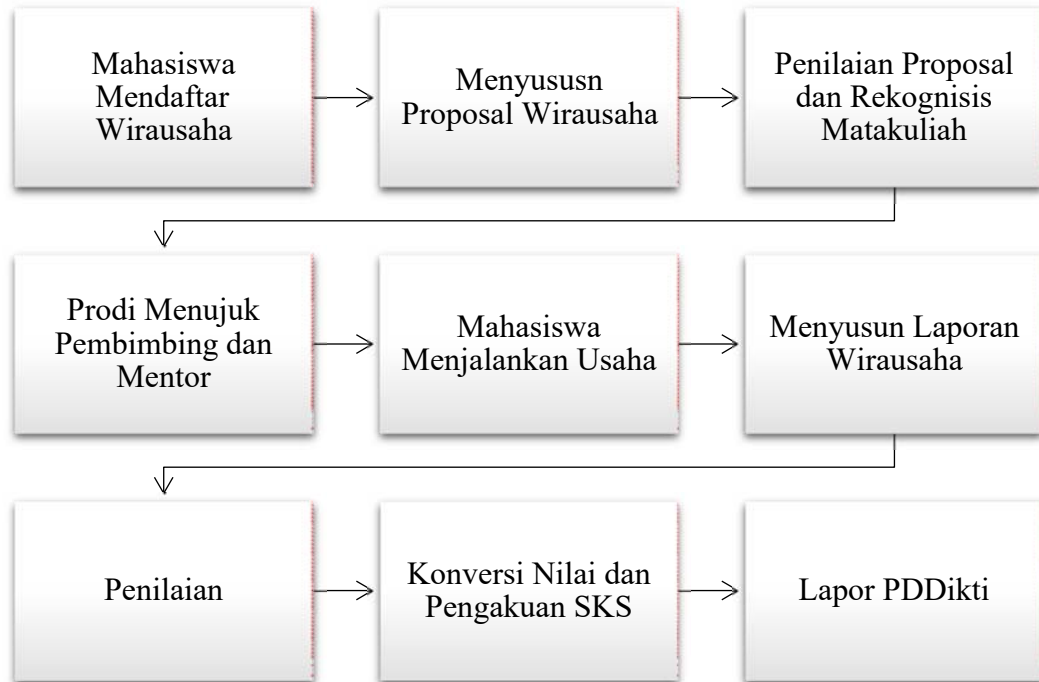 Mahasiswa
Mendaftar
Wirausaha
Menyususn
Proposal Wirausaha
Penilaian Proposal
dan Rekognisis
Matakuliah
Prodi Menujuk
Pembimbing dan
Mentor
Mahasiswa
Menjalankan Usaha
Menyusun Laporan
Wirausaha
Penilaian
Konversi Nilai dan
Pengakuan SKS
Lapor PDDikti